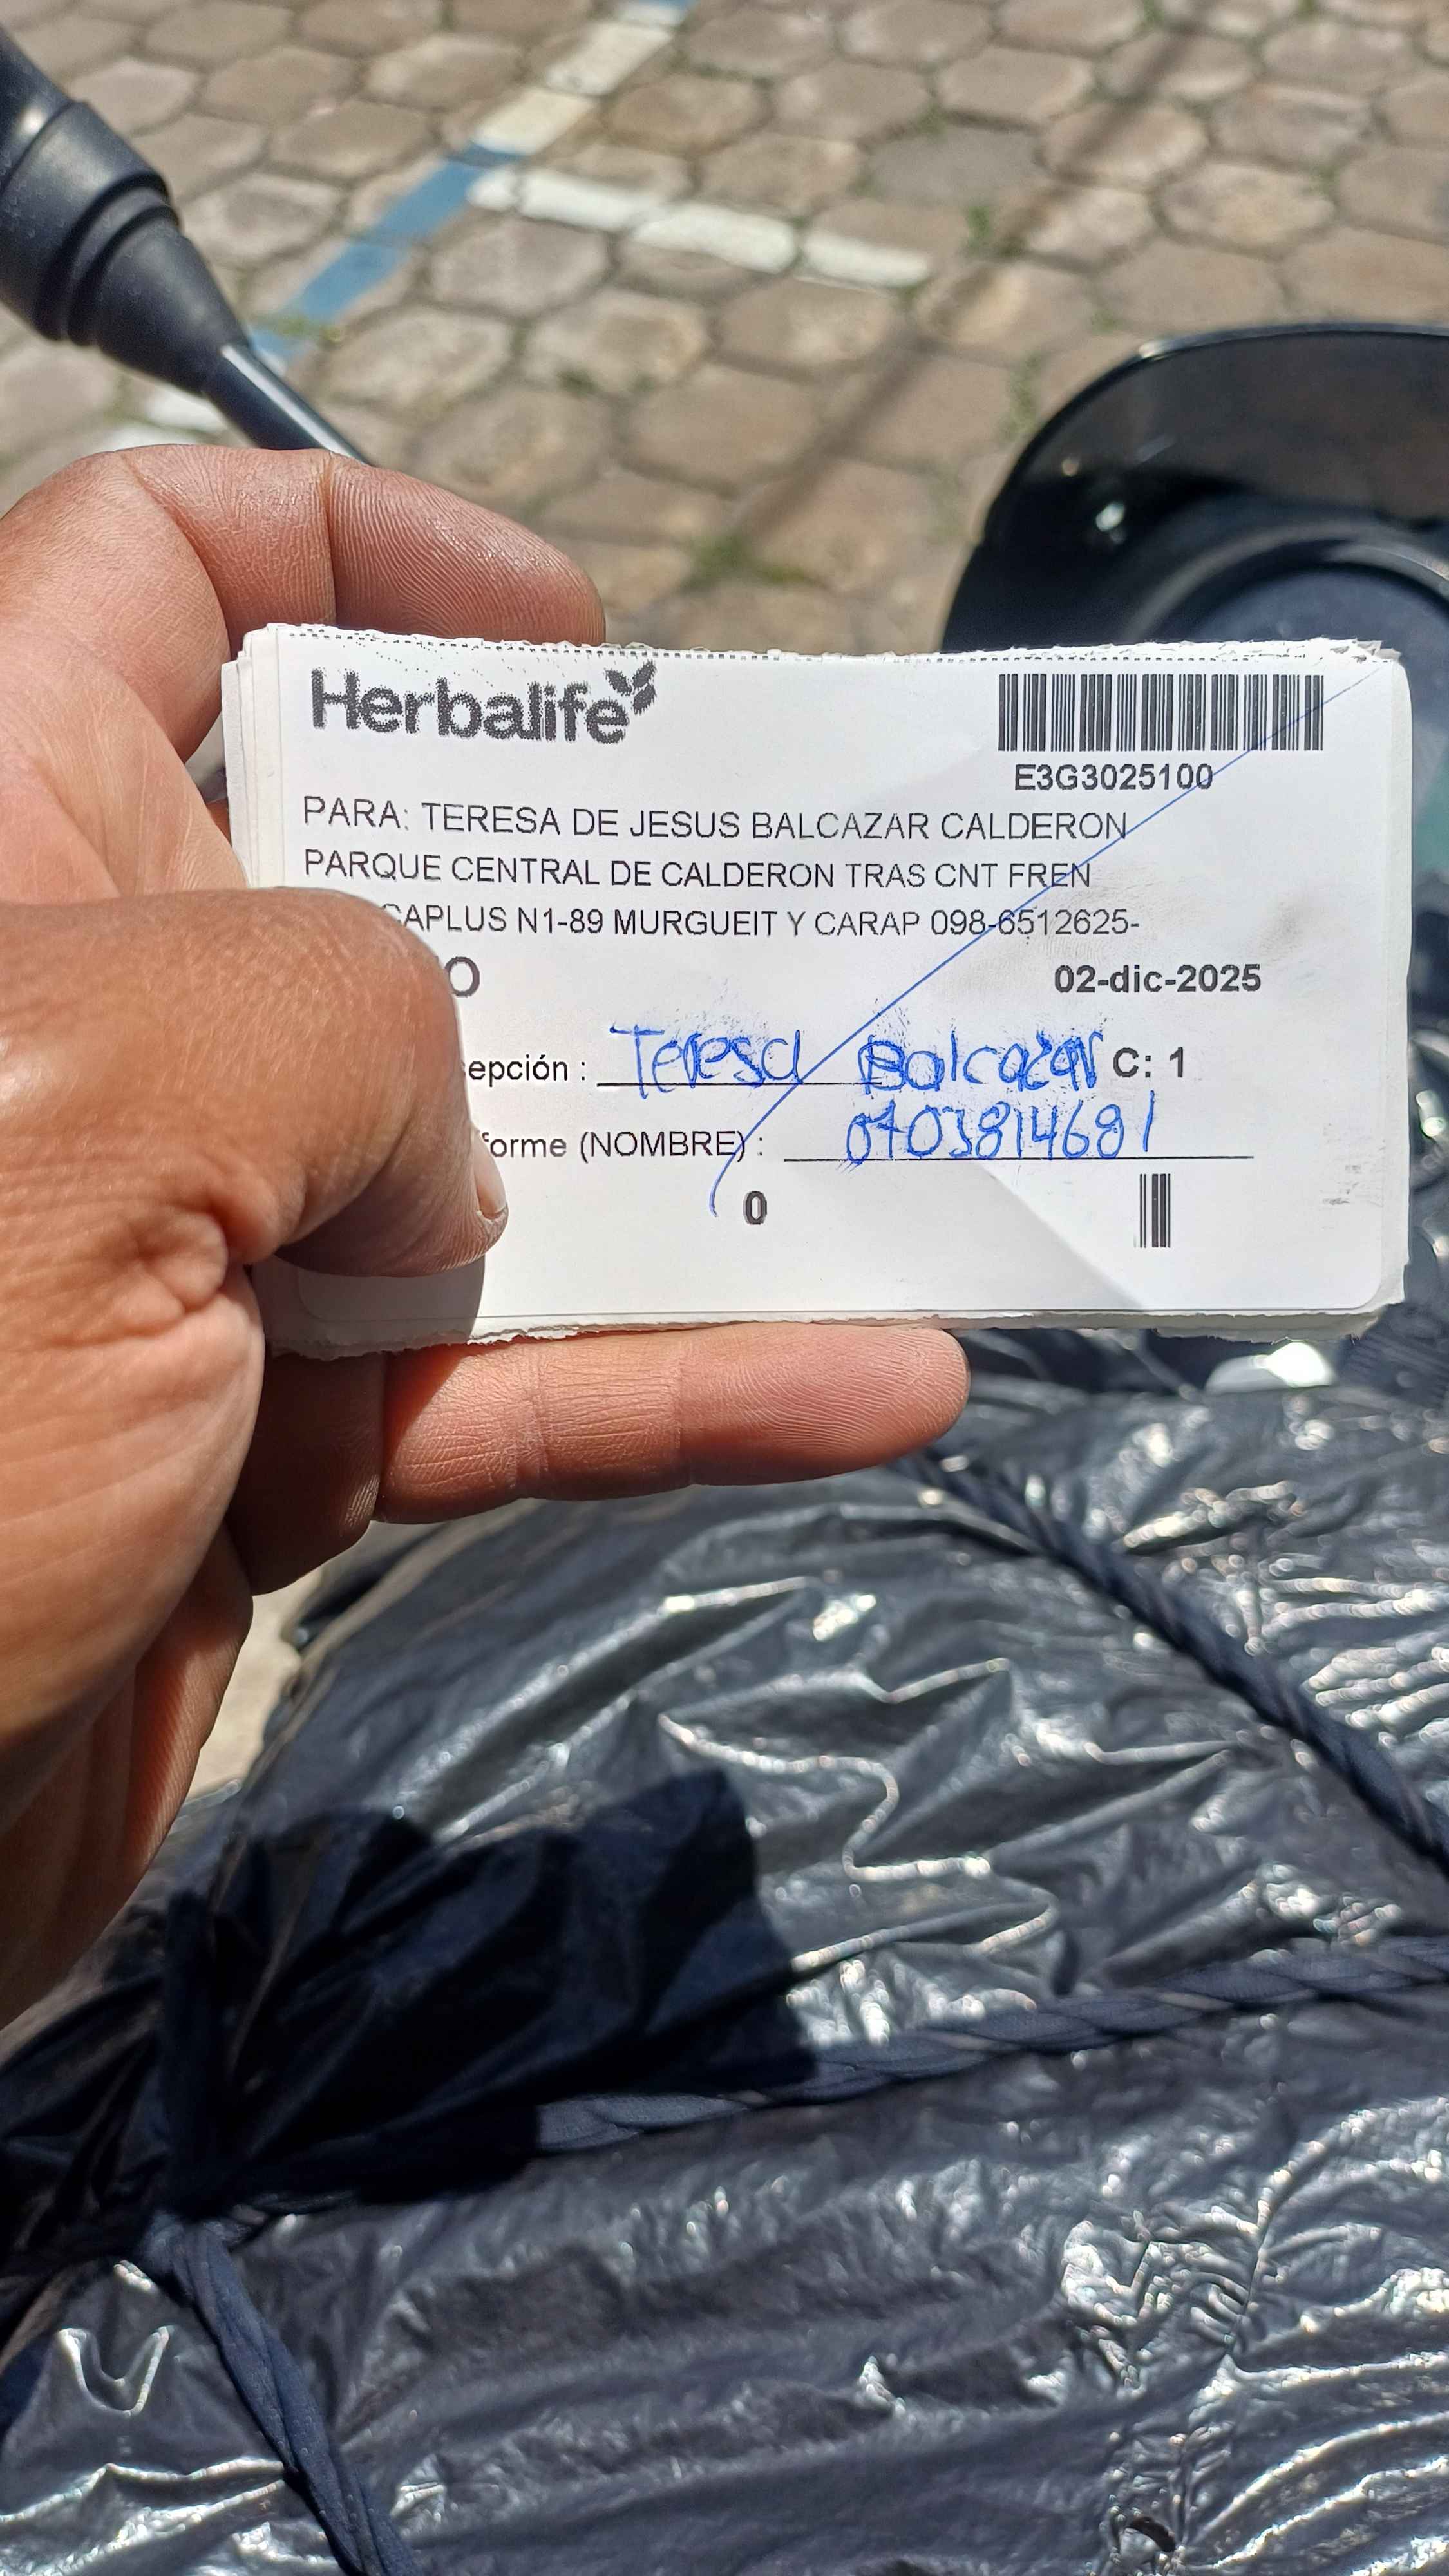 Herbalife
E3G3025100
PARA: TERESA DE JESUS BALCAZAR CALDERON
PARQUE CENTRAL DE CALDERON TRAS CNT FREN
CAPLUS N1-89 MURGUEIT Y CARAP 098-6512625-
O 02-dic-2025
epción : Teresa Balcazar C: 1
forme (NOMBRE) : 0703814681
0